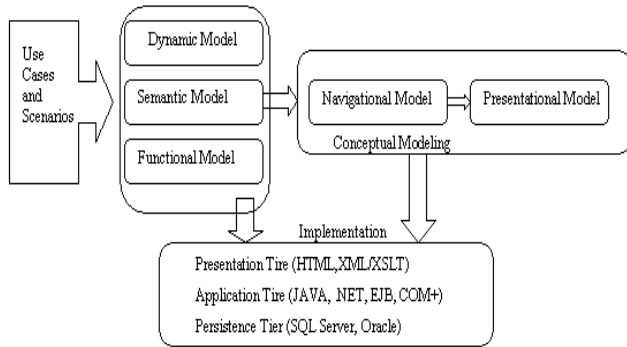 Use
Cases
and
Scenarios
Dynamic Model
Semantic Model
Functional Model
Navigational Model
Presentational Model
Conceptual Modeling
Implementation
Presentation Tire (HTML,XML/XSLT)
Application Tire (JAVA, .NET, EJB, COM+)
Persistence Tier (SQL Server, Oracle)